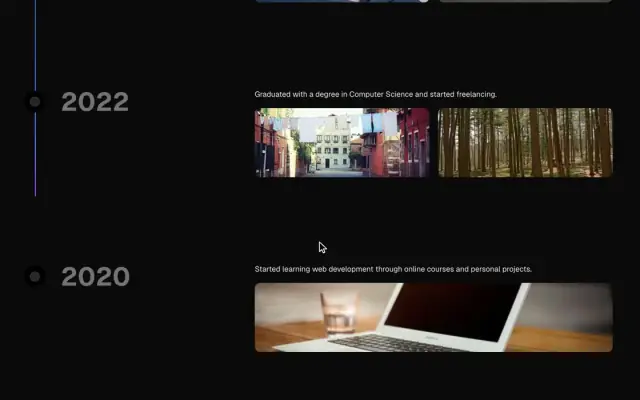 2022
Graduated with a degree in Computer Science and started freelancing.
2020
Started learning web development through online courses and personal projects.